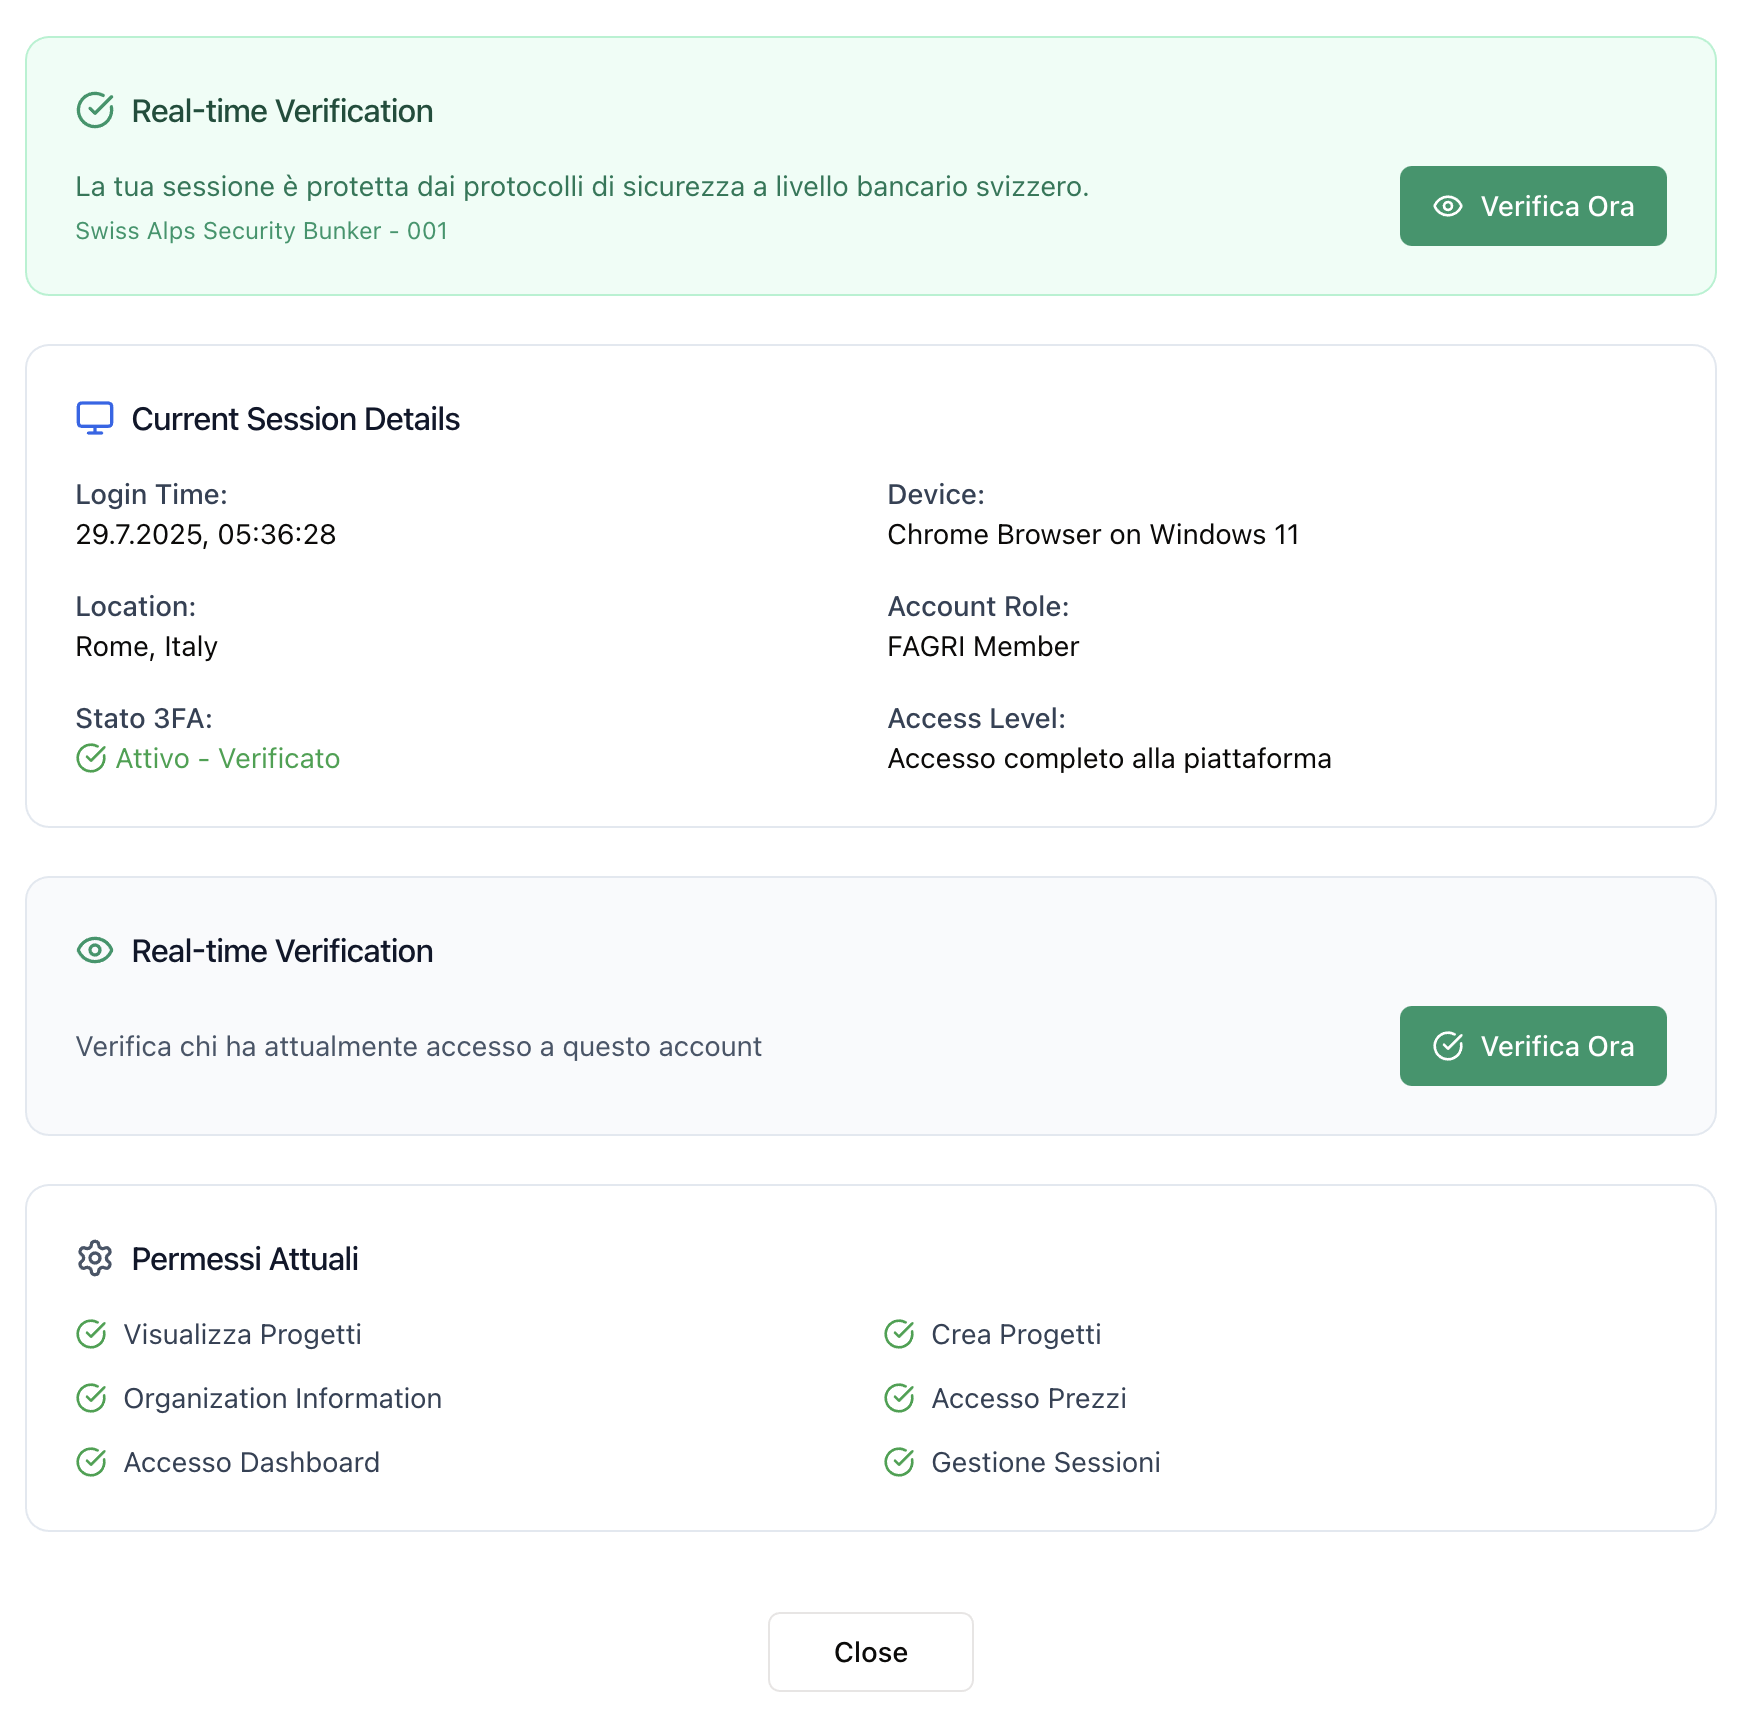 Real-time Verification
La tua sessione è protetta dai protocolli di sicurezza a livello bancario svizzero.
Swiss Alps Security Bunker - 001
Verifica Ora
Current Session Details
Login Time:
29.7.2025, 05:36:28
Device:
Chrome Browser on Windows 11
Location:
Rome, Italy
Account Role:
FAGRI Member
Stato 3FA:
Attivo - Verificato
Access Level:
Accesso completo alla piattaforma
Real-time Verification
Verifica chi ha attualmente accesso a questo account
Verifica Ora
Permessi Attuali
Visualizza Progetti
Crea Progetti
Organization Information
Accesso Prezzi
Accesso Dashboard
Gestione Sessioni
Close